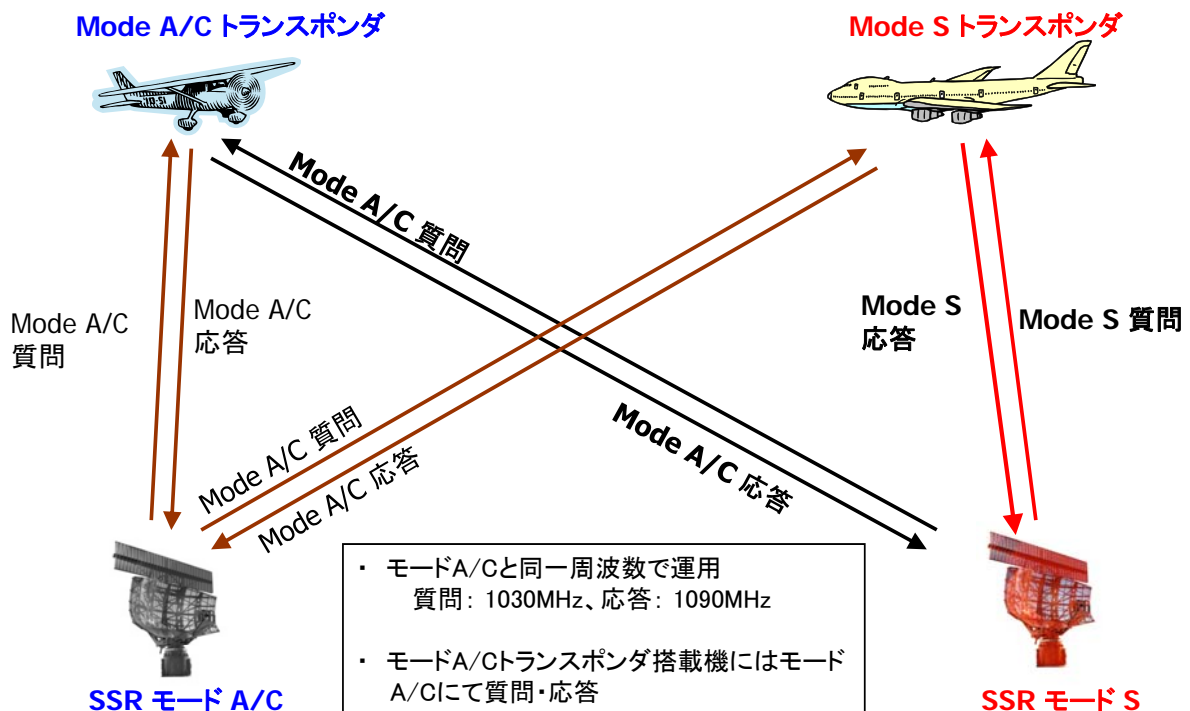 Mode A/C トランスポンダ
Mode S トランスポンダ
Mode A/C 質問
Mode A/C
質問
Mode A/C
応答
Mode S
応答
Mode S 質問
Mode A/C 質問
Mode A/C 応答
Mode A/C 応答
・ モードA/Cと同一周波数で運用
質問： 1030MHz、応答： 1090MHz
・ モードA/Cトランスポンダ搭載機にはモード
A/Cにて質問・応答
SSR モード A/C
SSR モード S